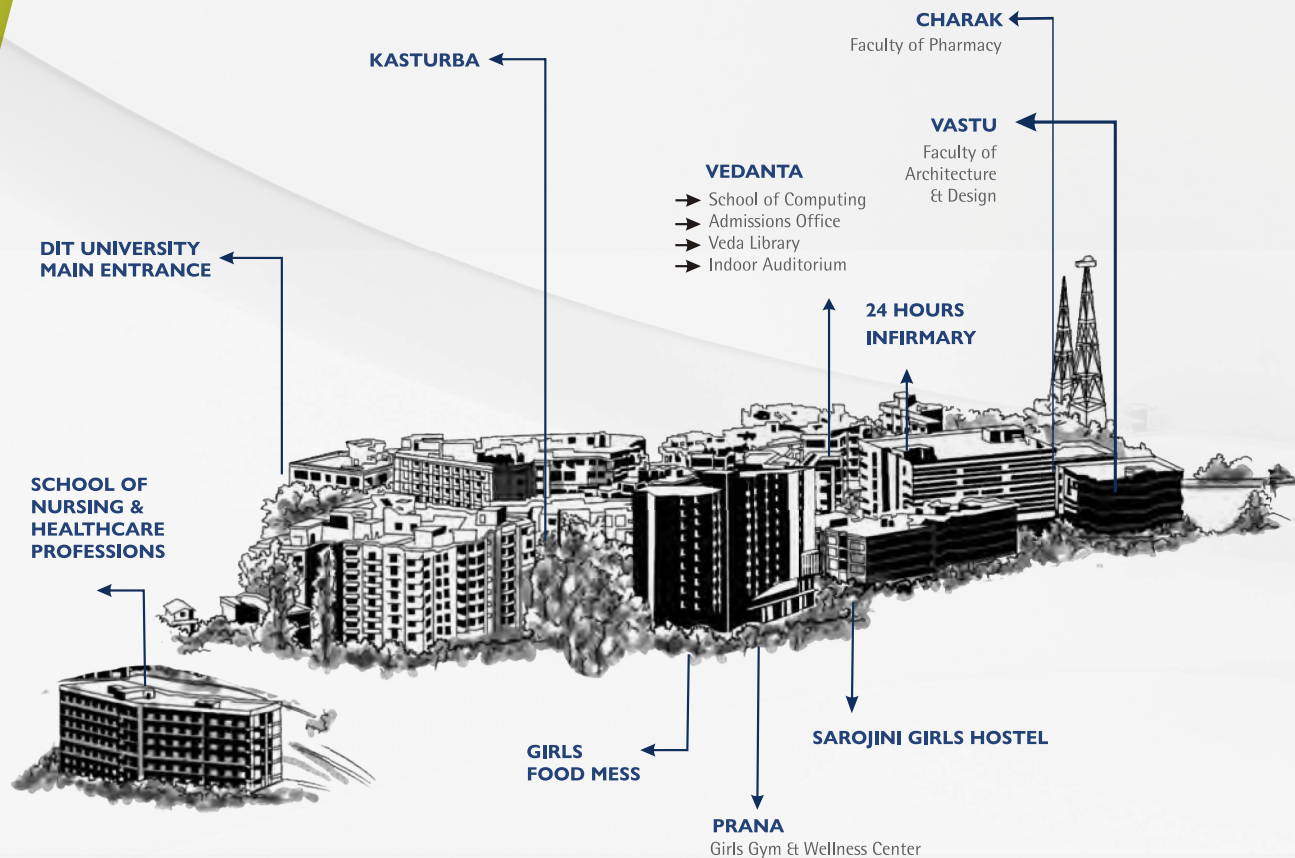 CHARAK
Faculty of Pharmacy
KASTURBA
VASTU
Faculty of
Architecture
& Design
VEDANTA
School of Computing
Admissions Office
Veda Library
Indoor Auditorium
DIT UNIVERSITY
MAIN ENTRANCE
24 HOURS
INFIRMARY
SCHOOL OF
NURSING &
HEALTHCARE
PROFESSIONS
GIRLS
FOOD MESS
SAROJINI GIRLS HOSTEL
PRANA
Girls Gym & Wellness Center